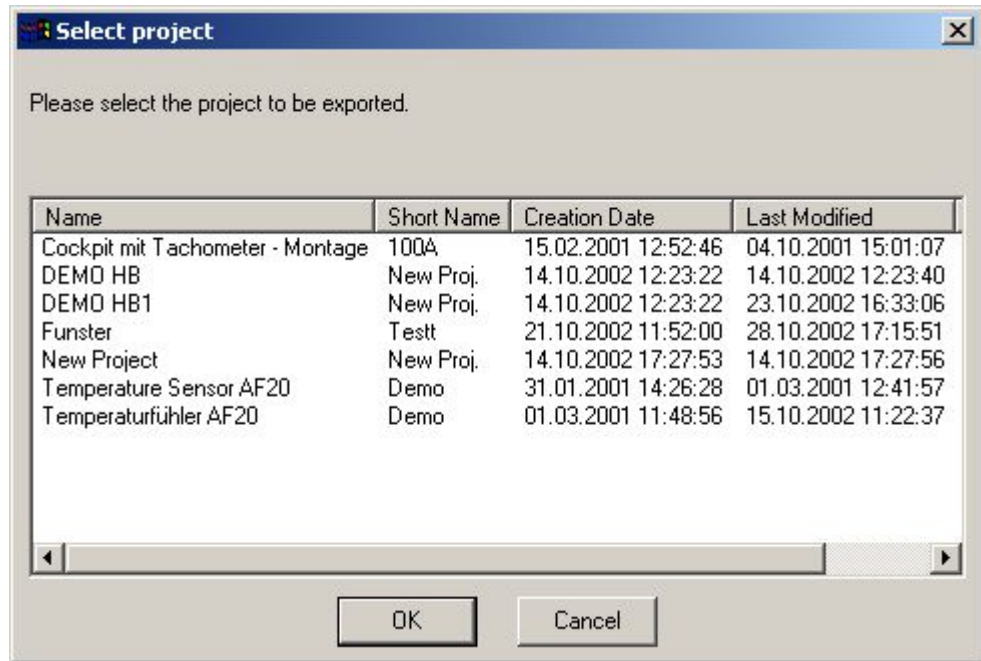 Select project
Please select the project to be exported.
Name Short Name Creation Date Last Modified
Cockpit mit Tachometer - Montage 100A 15.02.2001 12:52:46 04.10.2001 15:01:07
DEMO HB New Proj. 14.10.2002 12:23:22 14.10.2002 12:23:40
DEMO HB1 New Proj. 14.10.2002 12:23:22 23.10.2002 16:33:06
Funster Testt 21.10.2002 11:52:00 28.10.2002 17:15:51
New Project New Proj. 14.10.2002 17:27:53 14.10.2002 17:27:56
Temperature Sensor AF20 Demo 31.01.2001 14:26:28 01.03.2001 12:41:57
Temperaturfühler AF20 Demo 01.03.2001 11:48:56 15.10.2002 11:22:37
OK Cancel